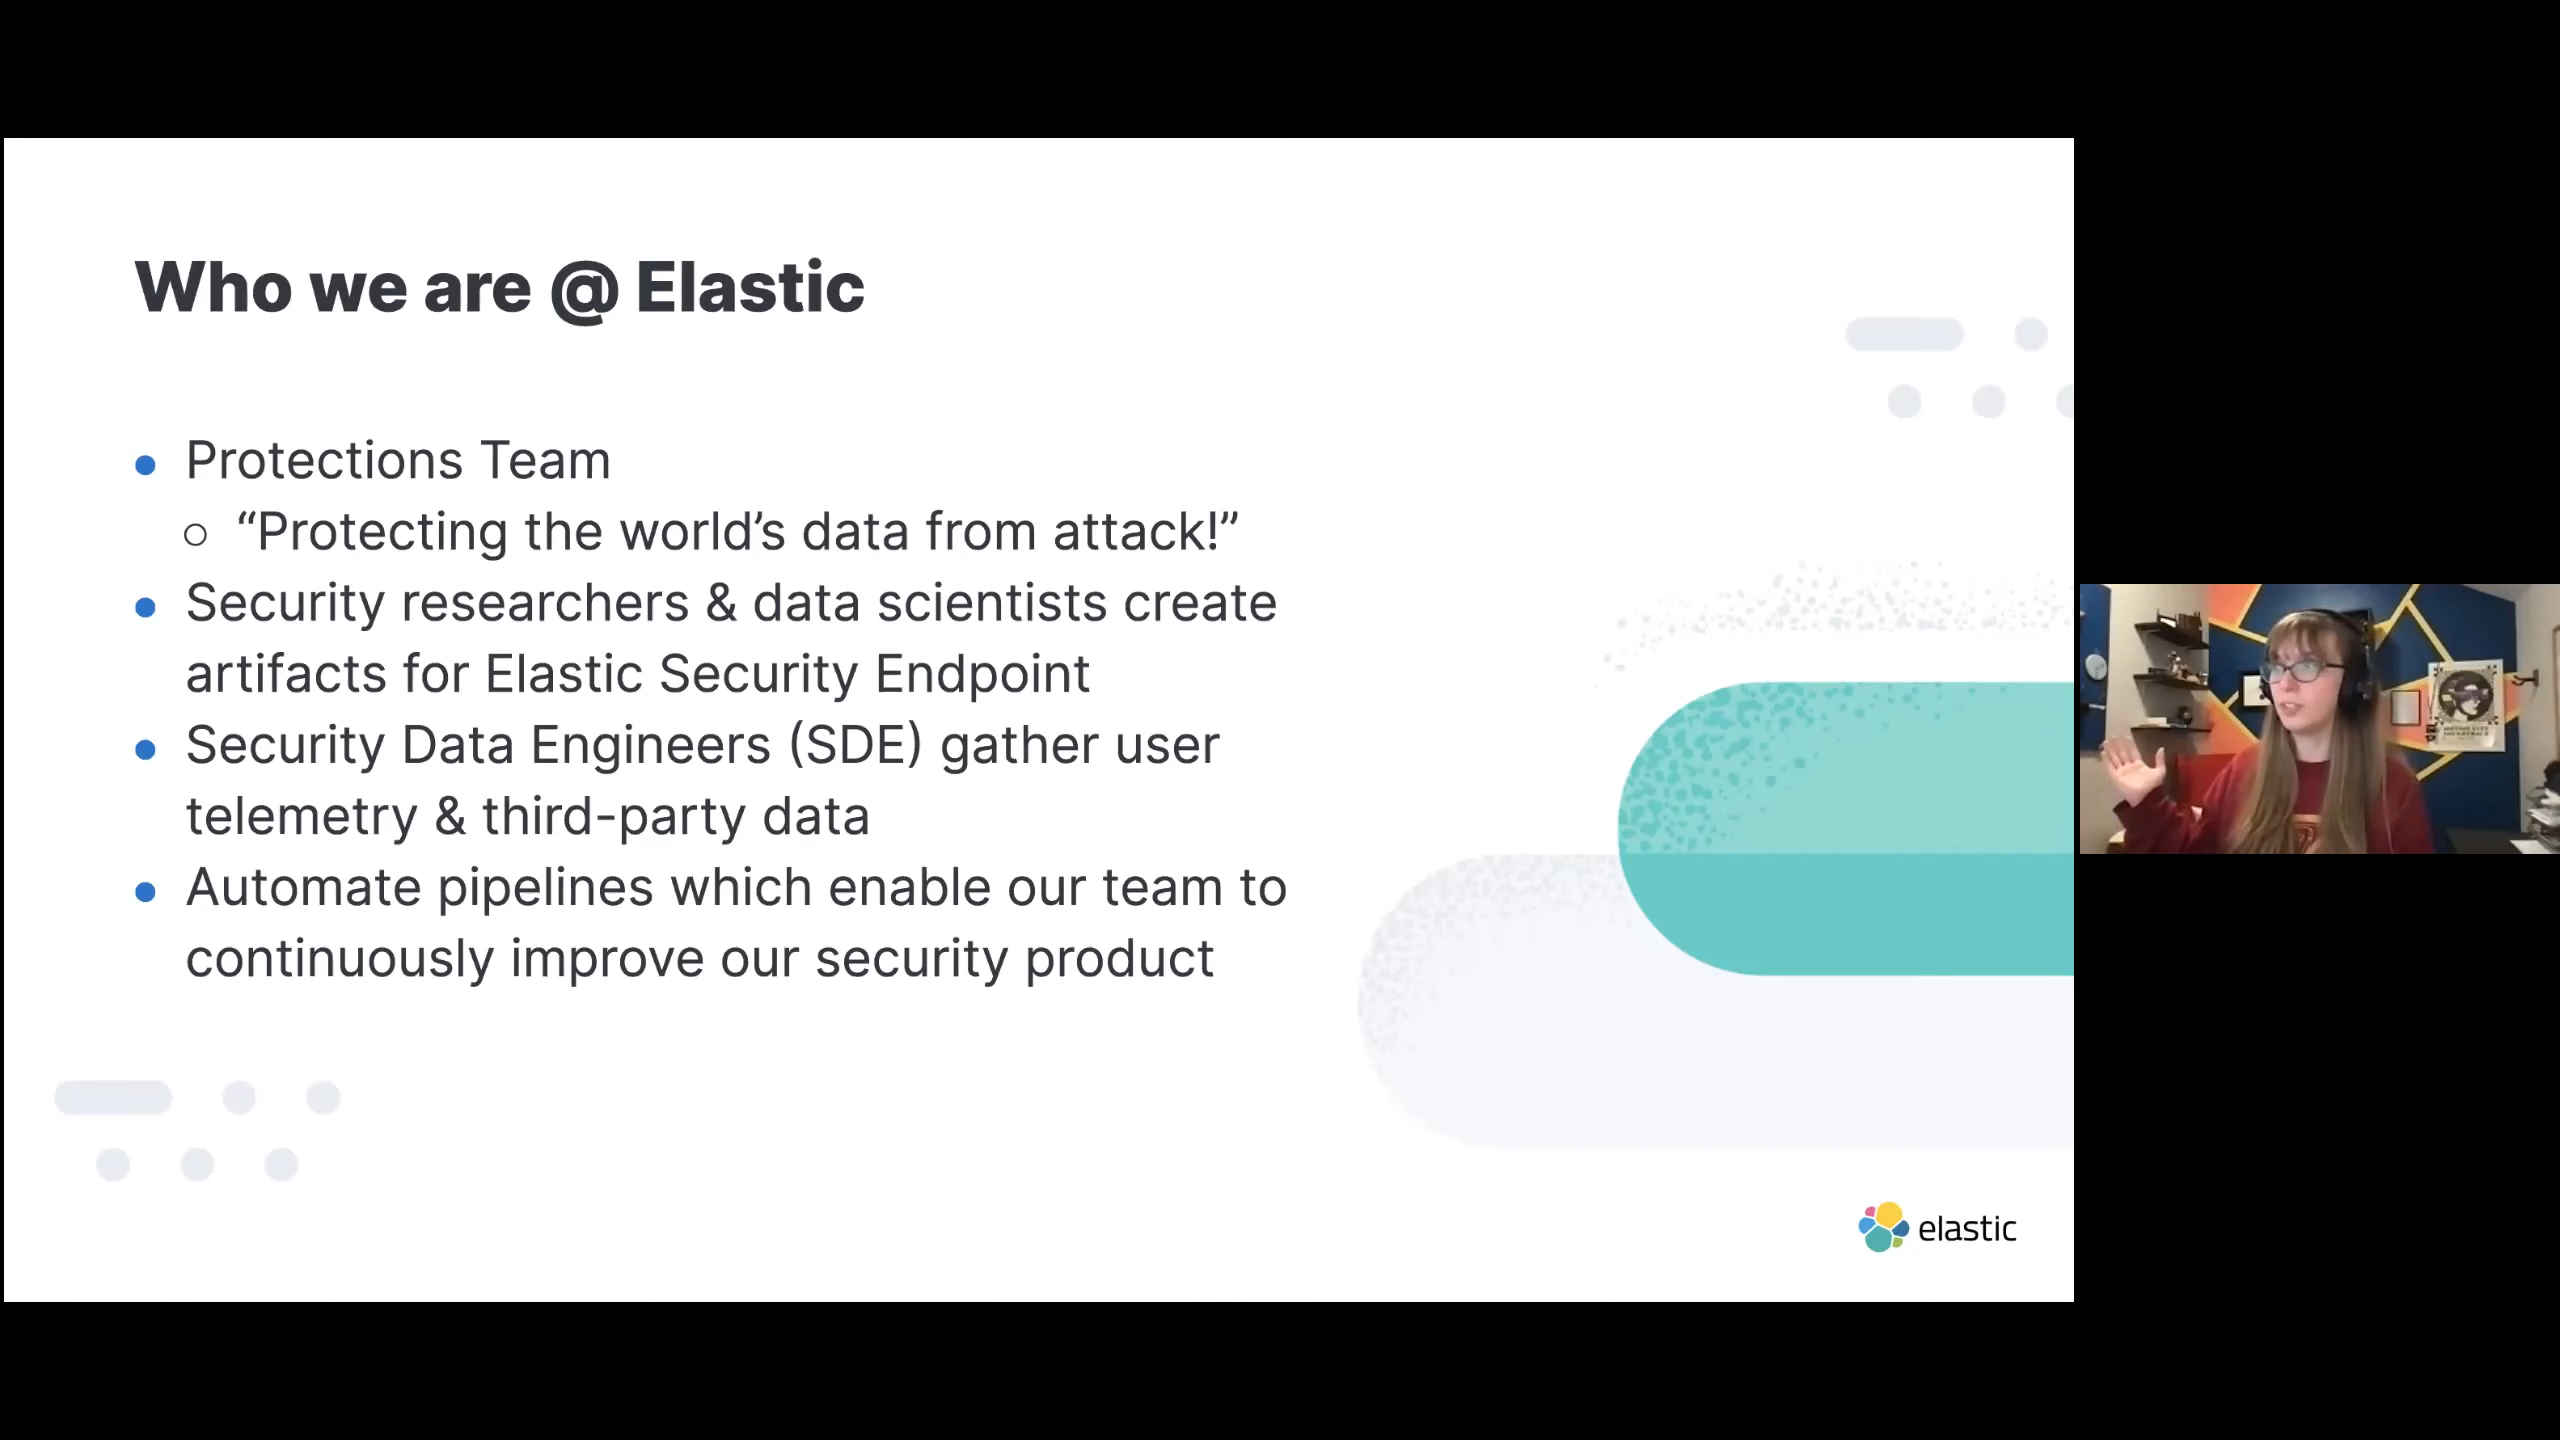 Who we are @ Elastic
Protections Team
“Protecting the world’s data from attack!”
Security researchers & data scientists create
artifacts for Elastic Security Endpoint
Security Data Engineers (SDE) gather user
telemetry & third-party data
Automate pipelines which enable our team to
continuously improve our security product
elastic